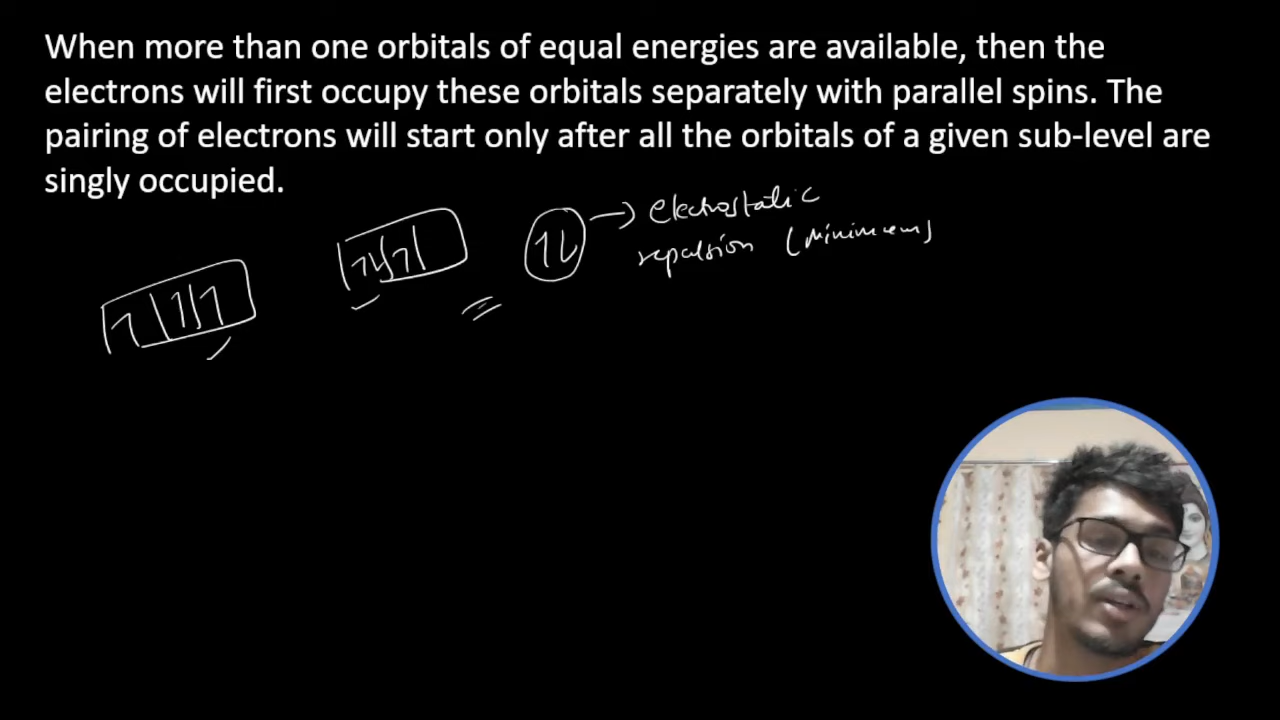 When more than one orbitals of equal energies are available, then the
electrons will first occupy these orbitals separately with parallel spins. The
pairing of electrons will start only after all the orbitals of a given sub-level are
singly occupied.
electrostatic
repulsion (minimum)